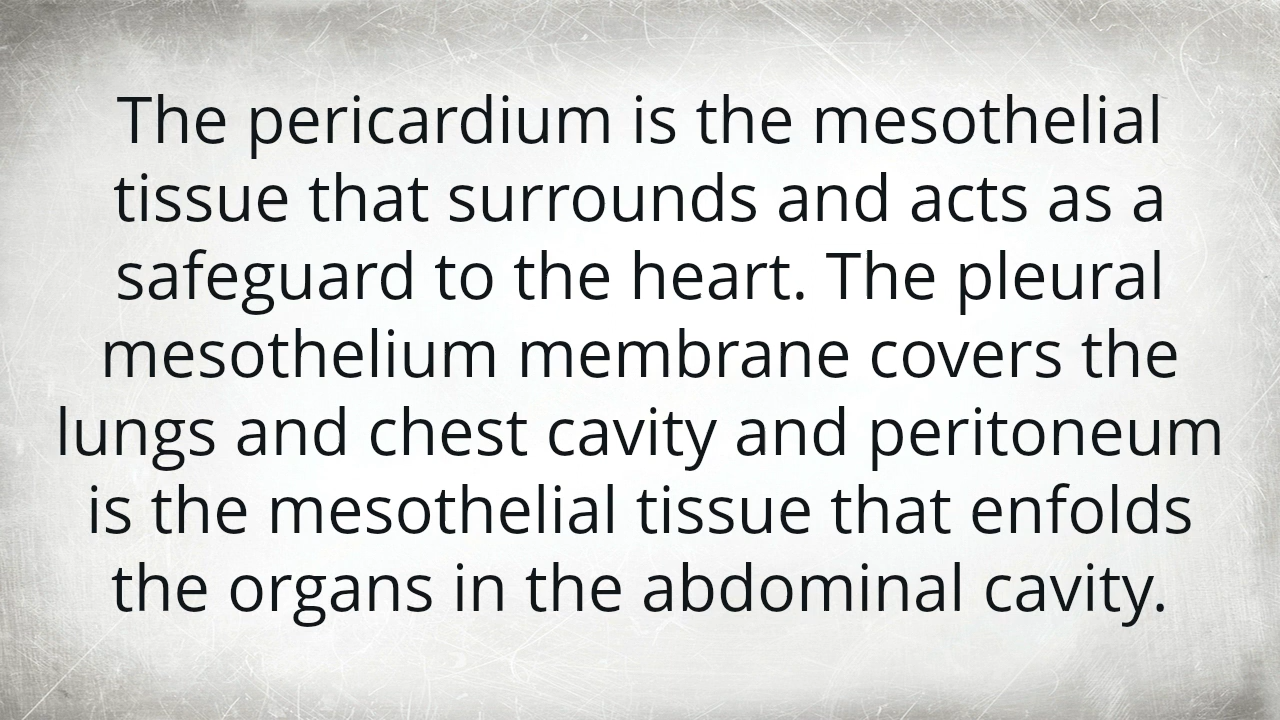 The pericardium is the mesothelial
tissue that surrounds and acts as a
safeguard to the heart. The pleural
mesothelium membrane covers the
lungs and chest cavity and peritoneum
is the mesothelial tissue that enfolds
the organs in the abdominal cavity.